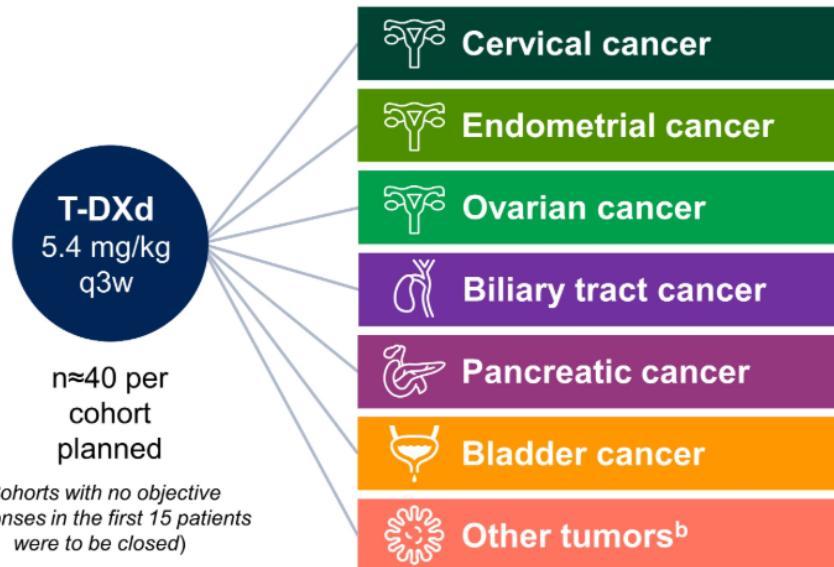 T-DXd
5.4 mg/kg
q3w
n≈40 per
cohort
planned
ohorts with no objective
onses in the first 15 patients
were to be closed)
Cervical cancer
Endometrial cancer
Ovarian cancer
Biliary tract cancer
Pancreatic cancer
Bladder cancer
Other tumorsᵇ